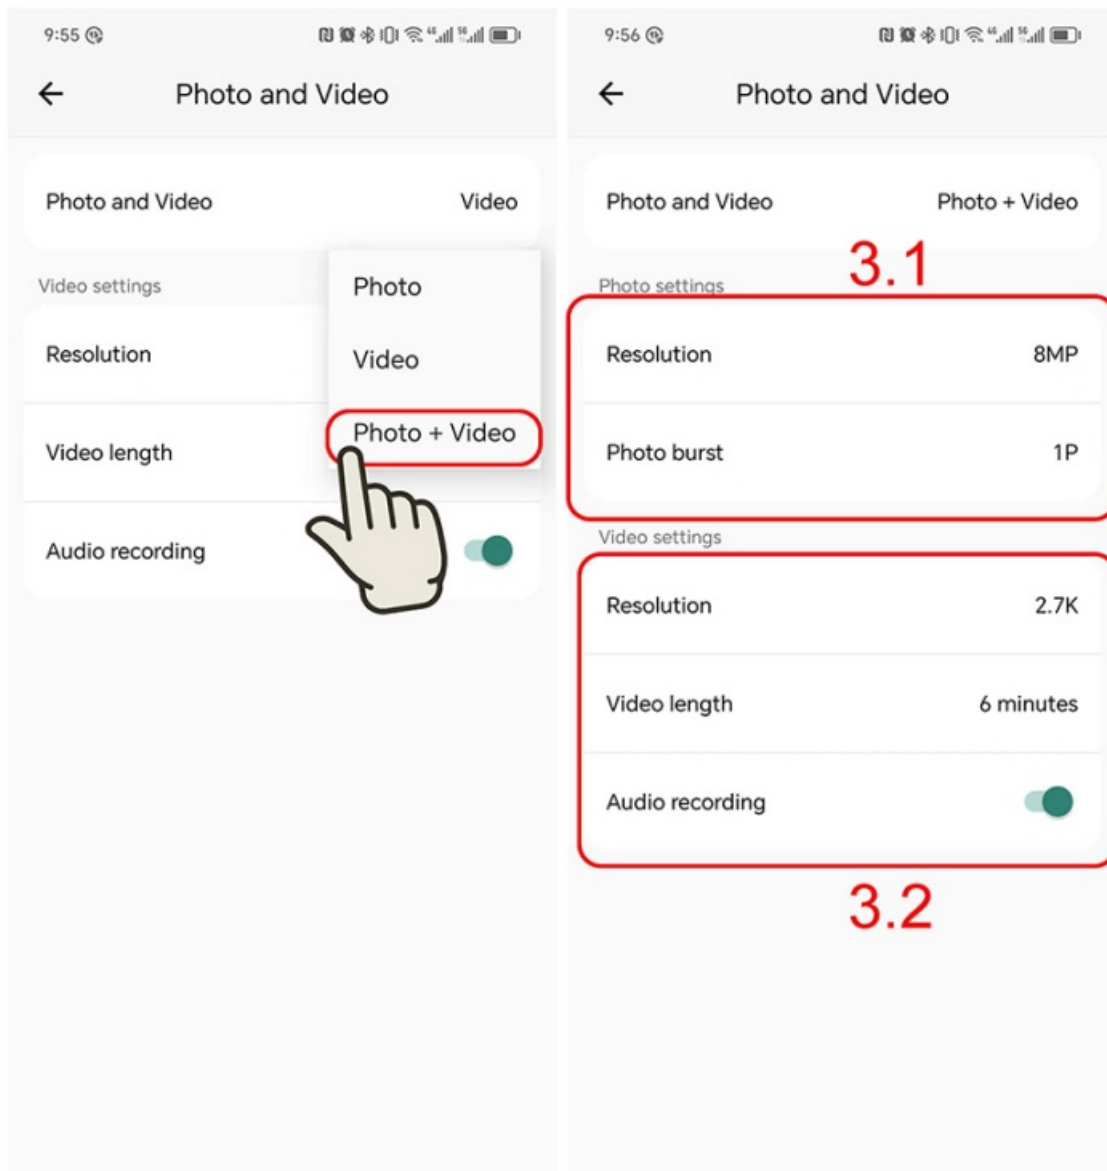 9:55
Photo and Video
Photo and Video Video
Video settings
Photo
Resolution
Video
Video length
Photo + Video
Audio recording
9:56
Photo and Video
Photo and Video Photo + Video
3.1
Photo settings
Resolution 8MP
Photo burst 1P
Video settings
Resolution 2.7K
Video length 6 minutes
Audio recording
3.2